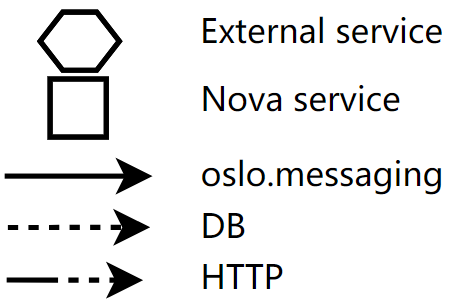 External service
Nova service
oslo.messaging
DB
HTTP